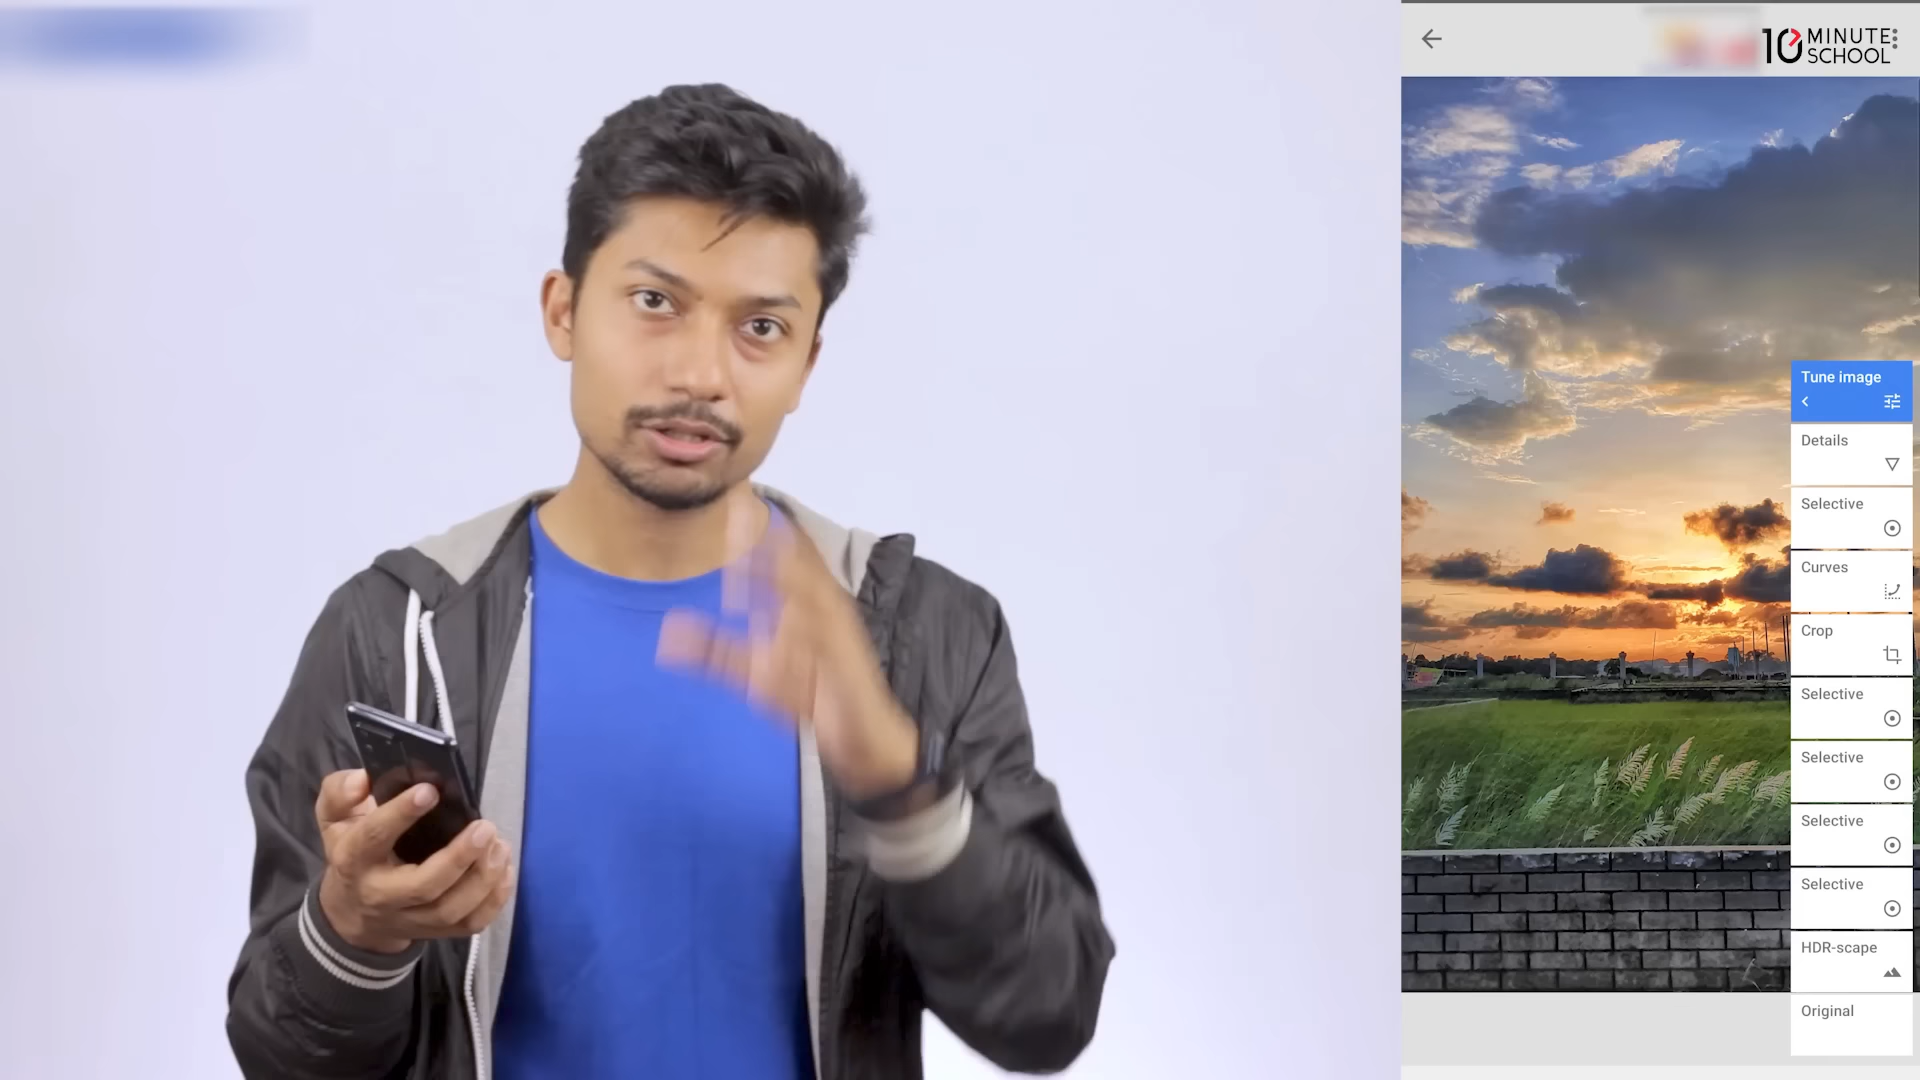 10 MINUTE
SCHOOL
Tune image
Details
Selective
Curves
Crop
Selective
Selective
Selective
Selective
HDR-scape
Original